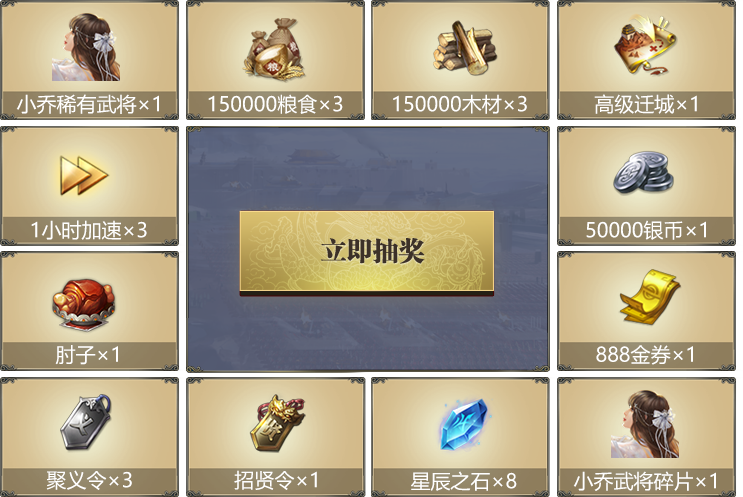 小乔稀有武将×1
150000粮食×3
150000木材×3
高级迁城×1
1小时加速×3
立即抽奖
50000银币×1
肘子×1
888金券×1
聚义令×3
招贤令×1
星辰之石×8
小乔武将碎片×1
粮